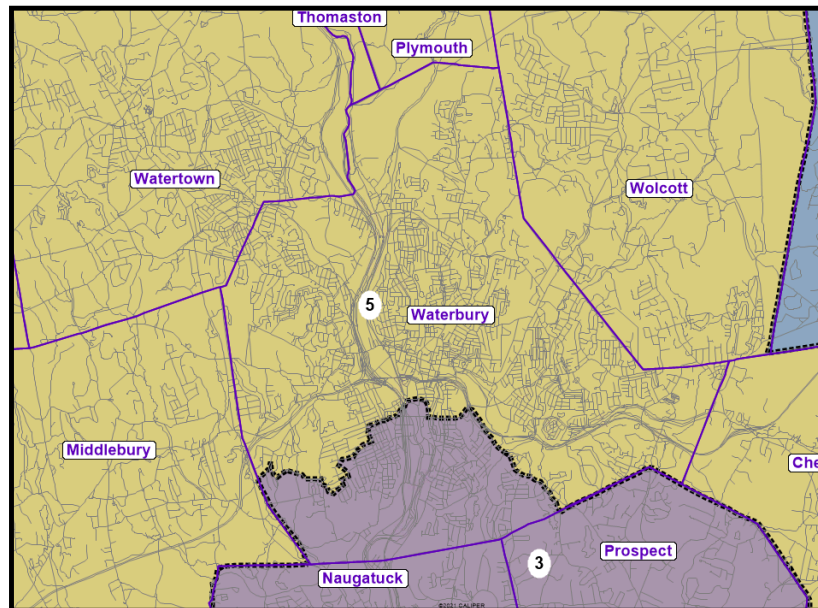 Thomaston
Plymouth
Watertown
Wolcott
5
Waterbury
Middlebury
Che
Prospect
3
Naugatuck
©2021 CALIPER